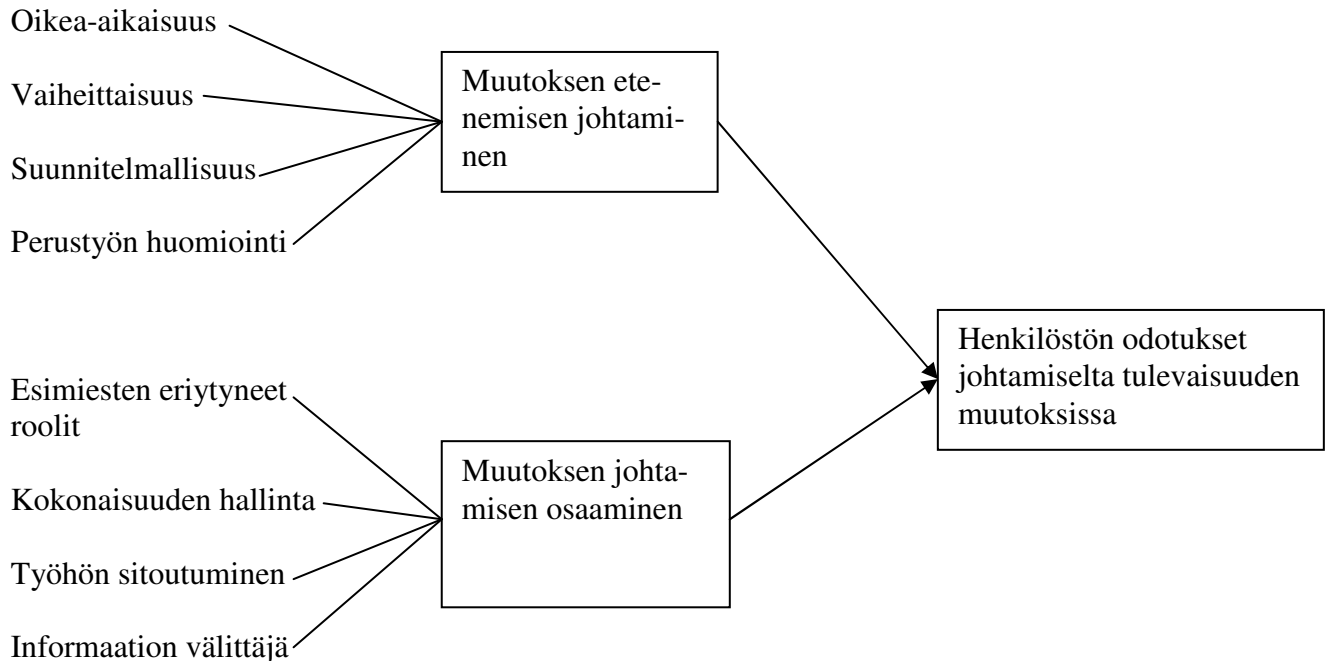 Oikea-aikaisuus
Vaiheittaisuus
Suunnitelmallisuus
Perustyön huomiointi
Muutoksen ete-
nemisen johtami-
nen
Esimiesten eriytyneet
roolit
Kokonaisuuden hallinta
Työhön sitoutuminen
Informaation välittäjä
Muutoksen johta-
misen osaaminen
Henkilöstön odotukset
johtamiselta tulevaisuuden
muutoksissa